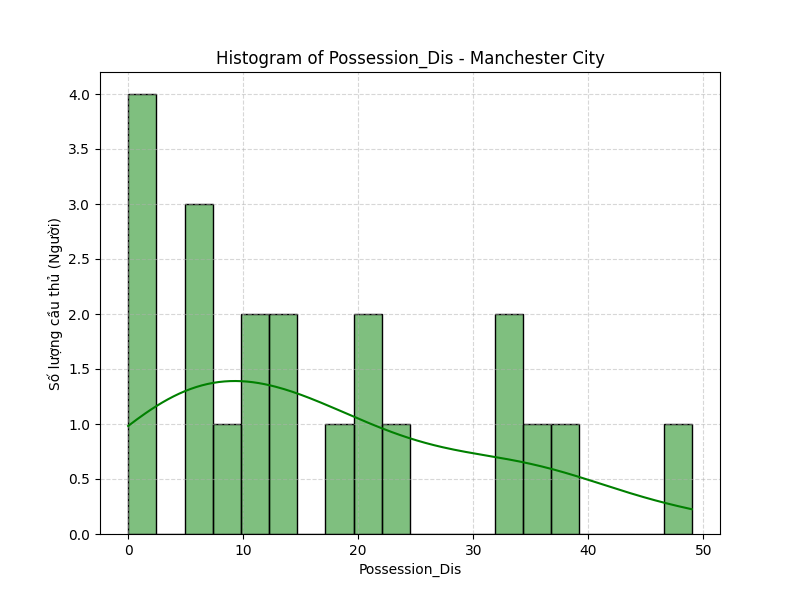 Histogram of Possession_Dis - Manchester City
Số lượng cầu thủ (Người)
4.0
3.5
3.0
2.5
2.0
1.5
1.0
0.5
0.0
0 10 20 30 40 50
Possession_Dis